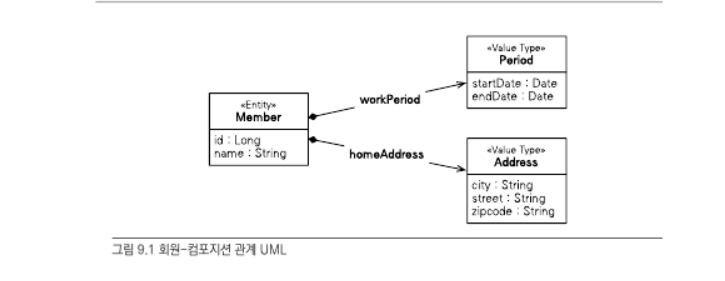 «Value Type»
Period
startDate : Date
endDate : Date
workPeriod
«Entity»
Member
id : Long
name : String
homeAddress
«Value Type»
Address
city : String
street : String
zipcode : String
그림 9.1 회원-컴포지션 관계 UML